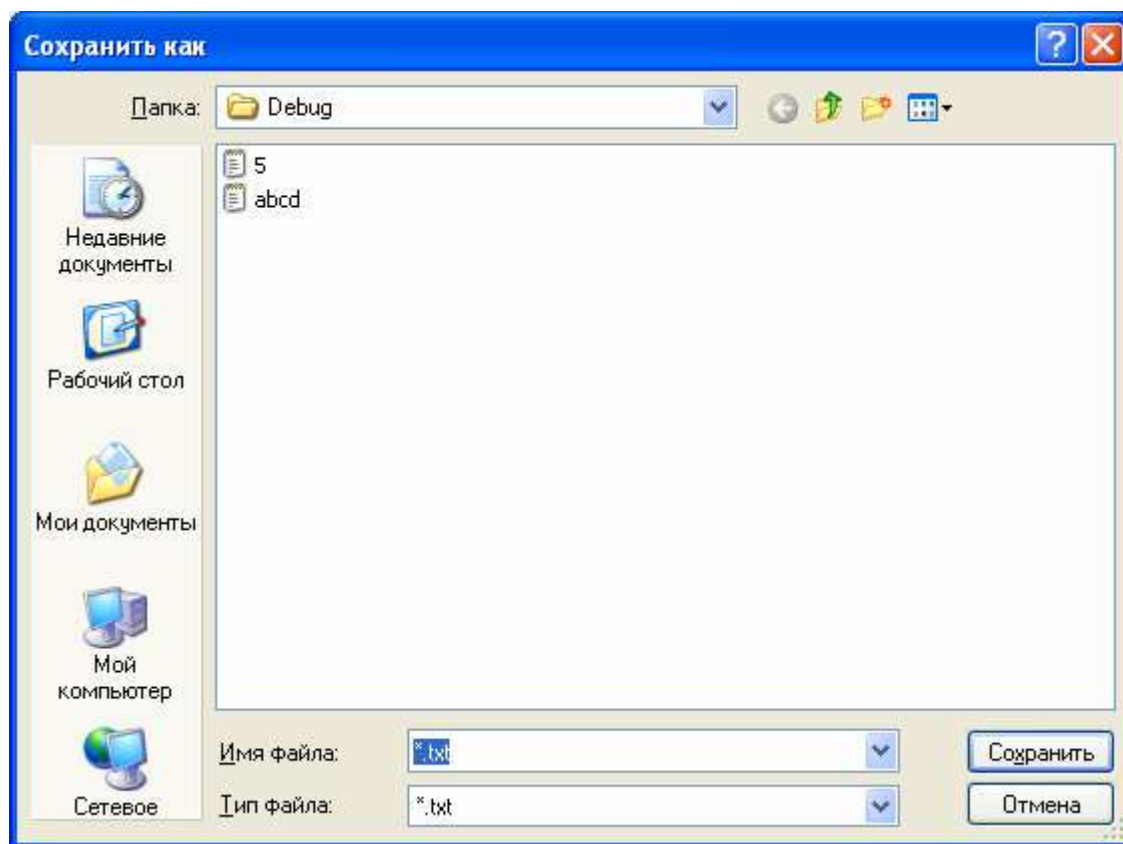 Сохранить как
Папка: Debug
5
abcd
Недавние
документы
Рабочий стол
Мои документы
Мой
компьютер
Сетевое
Имя файла: *.txt Сохранить
Тип файла: *.txt Отмена